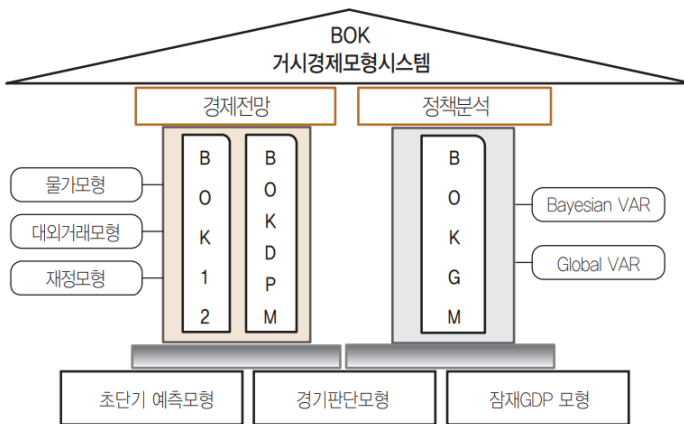 BOK
거시경제모형시스템
경제전망
정책분석
물가모형
대외거래모형
재정모형
BOK12
BOKDPM
BOKGM
Bayesian VAR
Global VAR
초단기 예측모형
경기판단모형
잠재GDP 모형